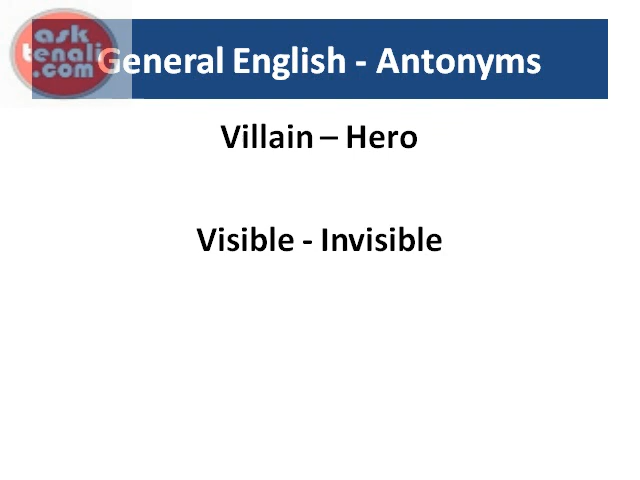 ask
tenali
.com
General English - Antonyms
Villain – Hero
Visible - Invisible